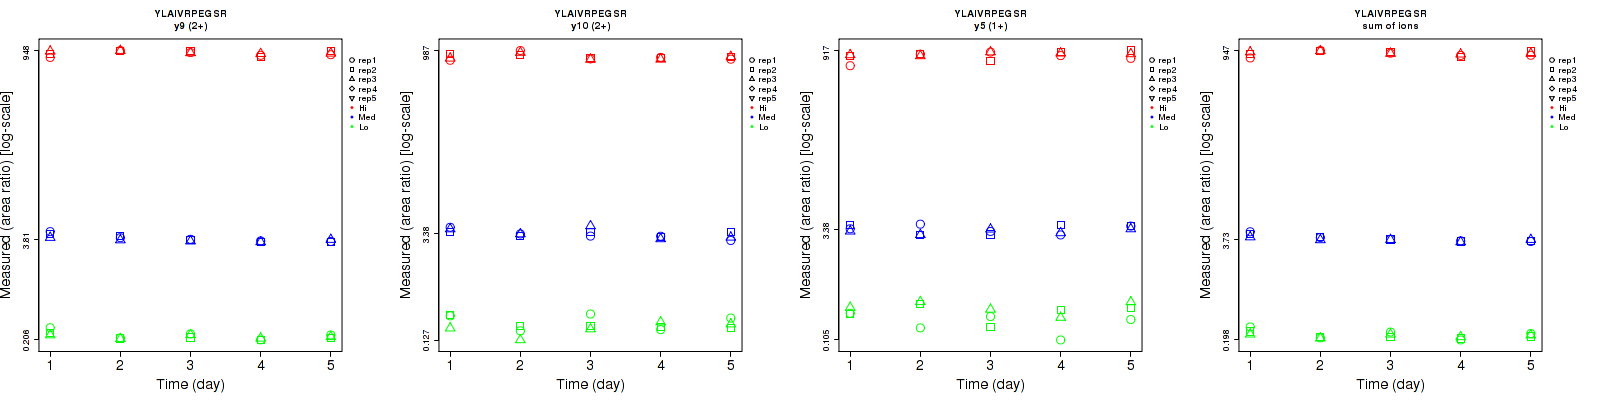 YLAIVRPEGSR
y9 (2+)
Measured (area ratio) [log-scale]
948
3.81
0.206
1 2 3 4 5
Time (day)
rep1
rep2
rep3
rep4
rep5
Hi
Med
Lo
YLAIVRPEGSR
y10 (2+)
Measured (area ratio) [log-scale]
987
3.38
0.127
1 2 3 4 5
Time (day)
rep1
rep2
rep3
rep4
rep5
Hi
Med
Lo
YLAIVRPEGSR
y5 (1+)
Measured (area ratio) [log-scale]
917
3.38
1 2 3 4 5
Time (day)
rep1
rep2
rep3
rep4
rep5
Hi
Med
Lo
YLAIVRPEGSR
sum of ions
Measured (area ratio) [log-scale]
947
3.73
0.198
1 2 3 4 5
Time (day)
rep1
rep2
rep3
rep4
rep5
Hi
Med
Lo